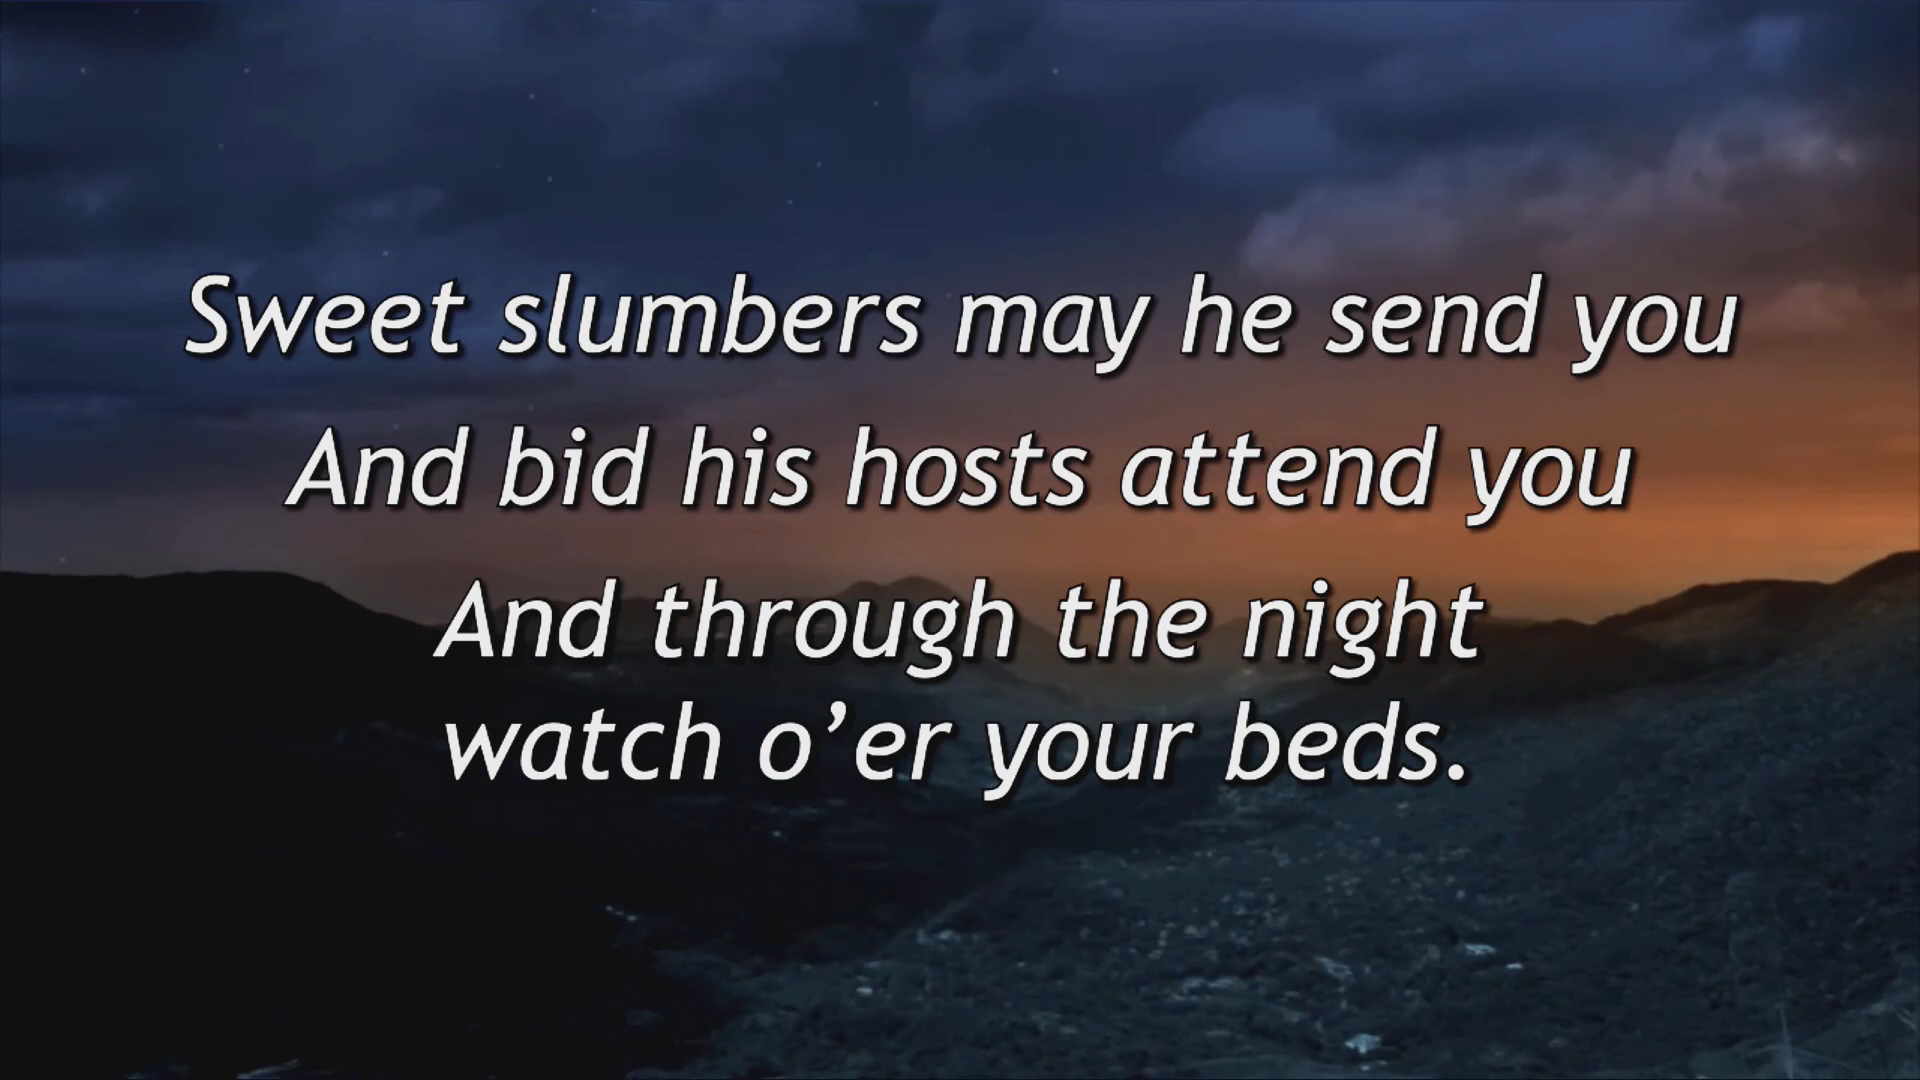 Sweet slumbers may he send you
And bid his hosts attend you
And through the night
watch o’er your beds.